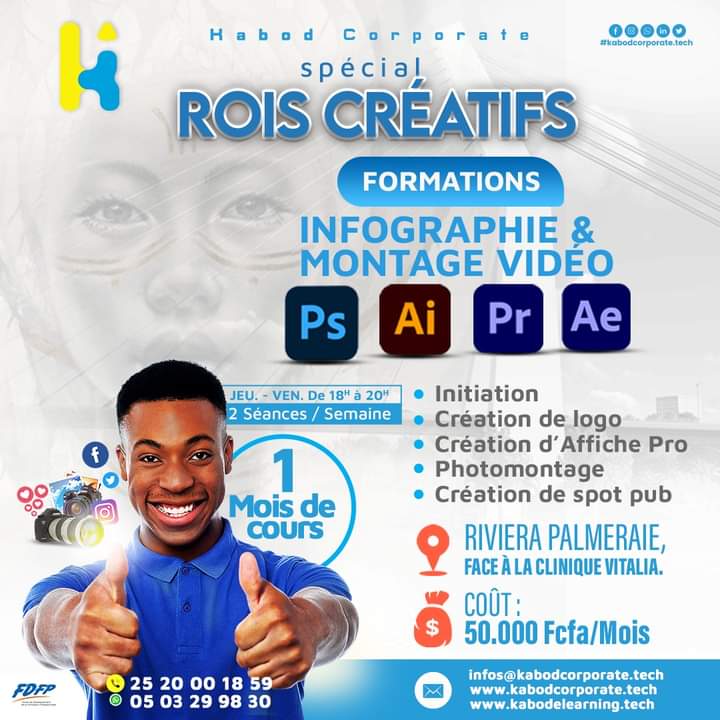 Kabod Corporate
#kabodcorporate.tech
spécial
ROIS CRÉATIFS
FORMATIONS
INFOGRAPHIE &
MONTAGE VIDÉO
Ps Ai Pr Ae
JEU. - VEN. De 18H à 20H
2 Séances / Semaine
1
Mois de
cours
• Initiation
• Création de logo
• Création d'Affiche Pro
• Photomontage
• Création de spot pub
RIVIERA PALMERAIE,
FACE À LA CLINIQUE VITALIA.
COÛT :
50.000 Fcfa/Mois
FDFP
25 20 00 18 59
05 03 29 98 30
infos@kabodcorporate.tech
www.kabodcorporate.tech
www.kabodelearning.tech